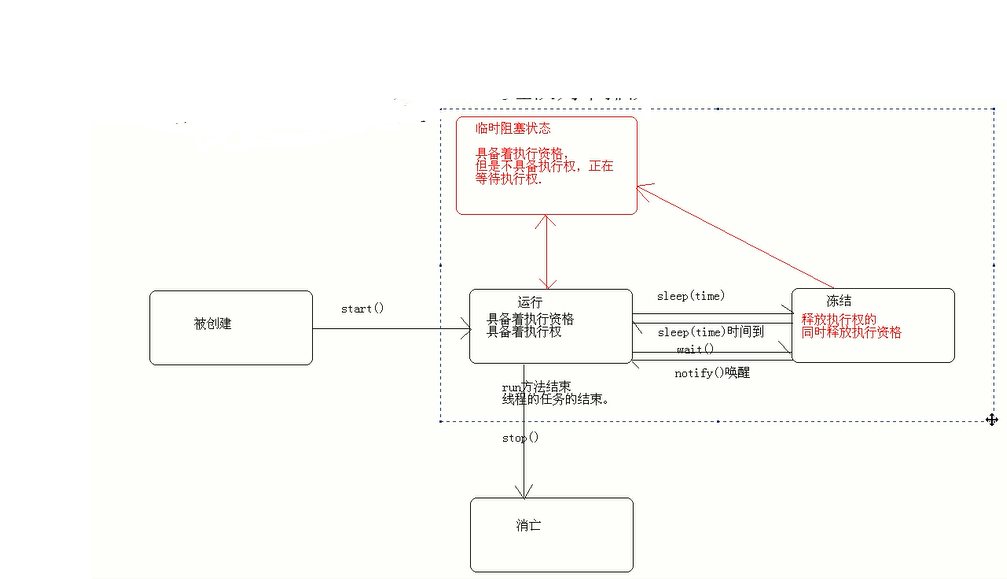 临时阻塞状态
具备着执行资格，
但是不具备执行权，正在
等待执行权.
被创建
start()
运行
具备着执行资格
具备着执行权
sleep(time)
sleep(time)时间到
wait()
notify()唤醒
冻结
释放执行权的
同时释放执行资格
run方法结束
线程的任务的结束。
stop()
消亡